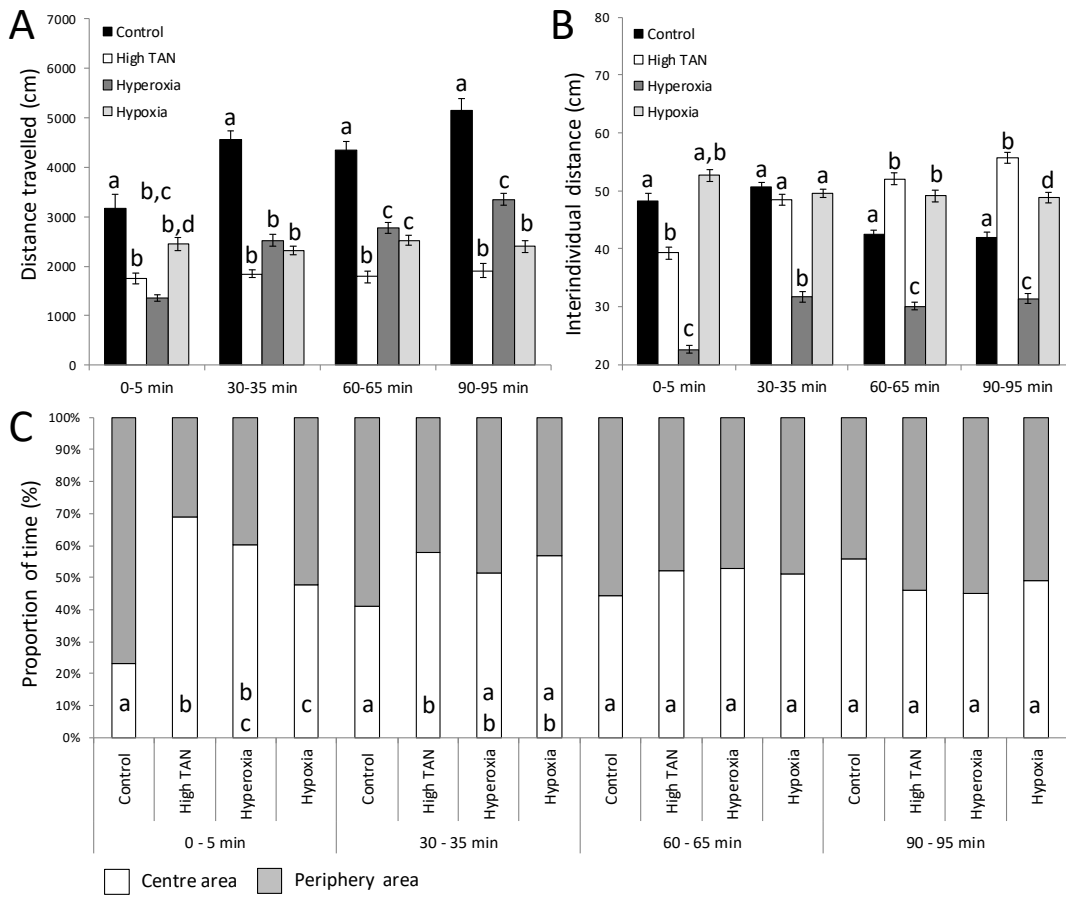 A
Distance travelled (cm)
7000
6000
5000
4000
3000
2000
1000
0
Control
High TAN
Hyperoxia
Hypoxia
a b b,c b,d
a b b b
a b c c
a b c b
0-5 min 30-35 min 60-65 min 90-95 min
B
Interindividual distance (cm)
80
70
60
50
40
30
20
Control
High TAN
Hyperoxia
Hypoxia
a b c a,b
a a c a
a b c b
a b c d
0-5 min 30-35 min 60-65 min 90-95 min
C
Proportion of time (%)
100%
90%
80%
70%
60%
50%
40%
30%
20%
10%
0%
a b b c a b a a a a a a a a a a
c b b
Control High TAN Hyperoxia Hypoxia Control High TAN Hyperoxia Hypoxia Control High TAN Hyperoxia Hypoxia Control High TAN Hyperoxia Hypoxia
0 - 5 min 30 - 35 min 60 - 65 min 90 - 95 min
Centre area Periphery area